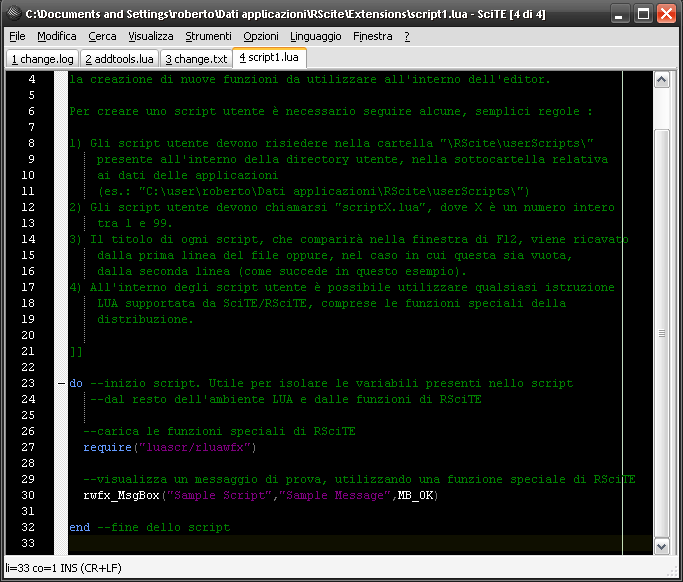 C:\Documents and Settings\roberto\Dati applicazioni\RScite\Extensions\script1.lua - SciTE [4 di 4]
File Modifica Cerca Visualizza Strumenti Opzioni Linguaggio Finestra ?
1 change.log 2 addtools.lua 3 change.txt 4 script1.lua
4 la creazione di nuove funzioni da utilizzare all'interno dell'editor.
5
6 Per creare uno script utente è necessario seguire alcune, semplici regole :
7
8 1) Gli script utente devono risiedere nella cartella "\RScite\userScripts\"
9 presente all'interno della directory utente, nella sottocartella relativa
10 ai dati delle applicazioni
11 (es.: "C:\user\roberto\Dati applicazioni\RScite\userScripts\")
12 2) Gli script utente devono chiamarsi "scriptX.lua", dove X è un numero intero
13 tra 1 e 99.
14 3) Il titolo di ogni script, che comparirà nella finestra di F12, viene ricavato
15 dalla prima linea del file oppure, nel caso in cui questa sia vuota,
16 dalla seconda linea (come succede in questo esempio).
17 4) All'interno degli script utente è possibile utilizzare qualsiasi istruzione
18 LUA supportata da SciTE/RSciTE, comprese le funzioni speciali della
19 distribuzione.
20
21 ]]
22
23 do --inizio script. Utile per isolare le variabili presenti nello script
24 --dal resto dell'ambiente LUA e dalle funzioni di RSciTE
25
26 --carica le funzioni speciali di RSciTE
27 require("luascr/rluawfx")
28
29 --visualizza un messaggio di prova, utilizzando una funzione speciale di RSciTE
30 rwfx_MsgBox("Sample Script","Sample Message",MB_OK)
31
32 end --fine dello script
33
li=33 co=1 INS (CR+LF)